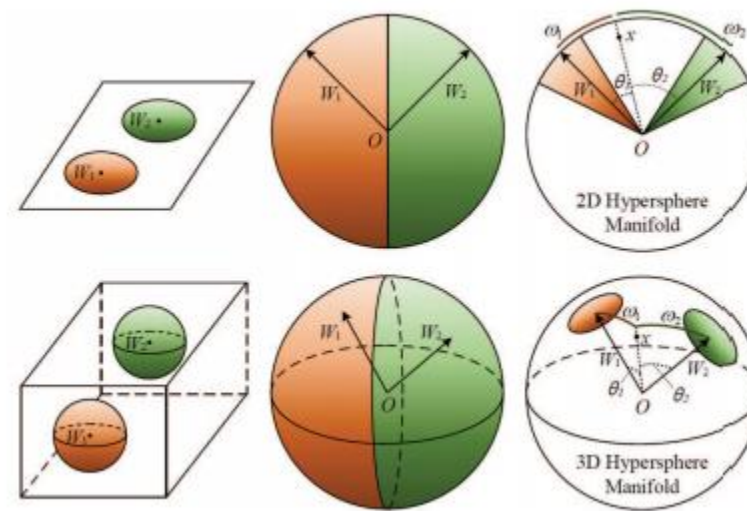 W₂
W₁
W₁
W₂
O
ω₁
ω₂
x
θ₁
θ₂
W₁
W₂
O
2D Hypersphere
Manifold
W₂
W₁
W₁
W₂
O
ω₁
ω₂
x
W₁
W₂
θ₁
θ₂
O
3D Hypersphere
Manifold